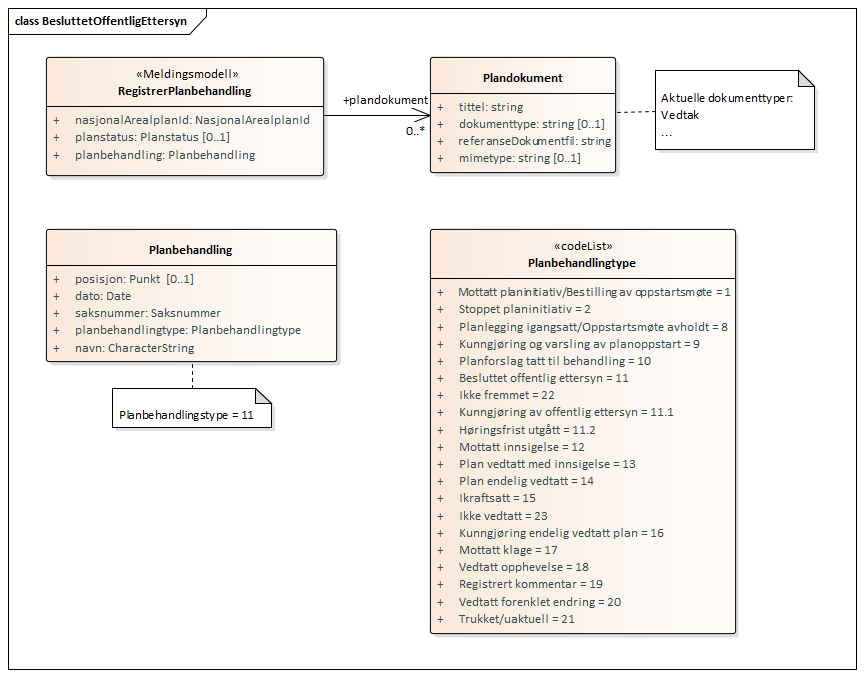 class BesluttetOffentligEttersyn
«Meldingsmodell»
RegistrerPlanbehandling
+ nasjonalArealplanId: NasjonalArealplanId
+ planstatus: Planstatus [0..1]
+ planbehandling: Planbehandling
+plandokument
0..*
Plandokument
+ tittel: string
+ dokumenttype: string [0..1]
+ referanseDokumentfil: string
+ mimetype: string [0..1]
Aktuelle dokumenttyper:
Vedtak
...
Planbehandling
+ posisjon: Punkt [0..1]
+ dato: Date
+ saksnummer: Saksnummer
+ planbehandlingtype: Planbehandlingtype
+ navn: CharacterString
Planbehandlingstype = 11
«codeList»
Planbehandlingtype
+ Mottatt planinitiativ/Bestilling av oppstartsmøte = 1
+ Stoppet planinitiativ = 2
+ Planlegging igangsatt/Oppstartsmøte avholdt = 8
+ Kunngjøring og varsling av planoppstart = 9
+ Planforslag tatt til behandling = 10
+ Besluttet offentlig ettersyn = 11
+ Ikke fremmet = 22
+ Kunngjøring av offentlig ettersyn = 11.1
+ Høringsfrist utgått = 11.2
+ Mottatt innsigelse = 12
+ Plan vedtatt med innsigelse = 13
+ Plan endelig vedtatt = 14
+ Ikraftsatt = 15
+ Ikke vedtatt = 23
+ Kunngjøring endelig vedtatt plan = 16
+ Mottatt klage = 17
+ Vedtatt opphevelse = 18
+ Registrert kommentar = 19
+ Vedtatt forenklet endring = 20
+ Trukket/uaktuell = 21